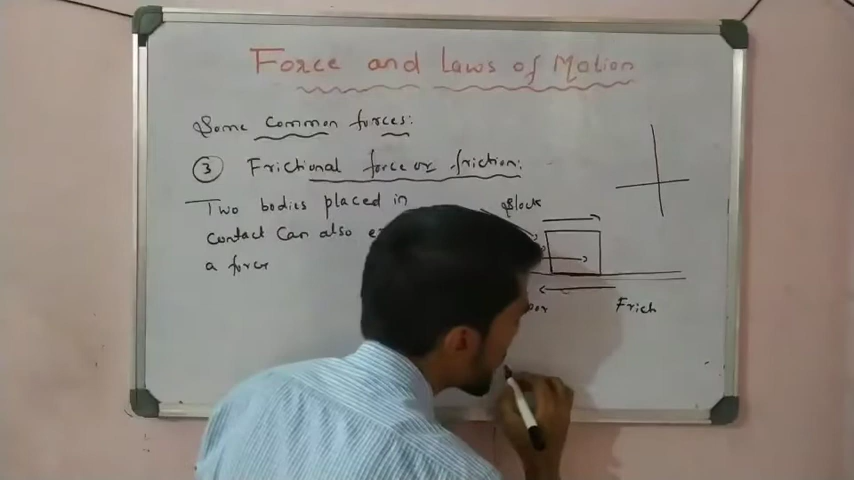 Force and Laws of Motion
Some common forces:
3 Frictional force or friction:
Two bodies placed in
contact can also
a force
Block
Frich